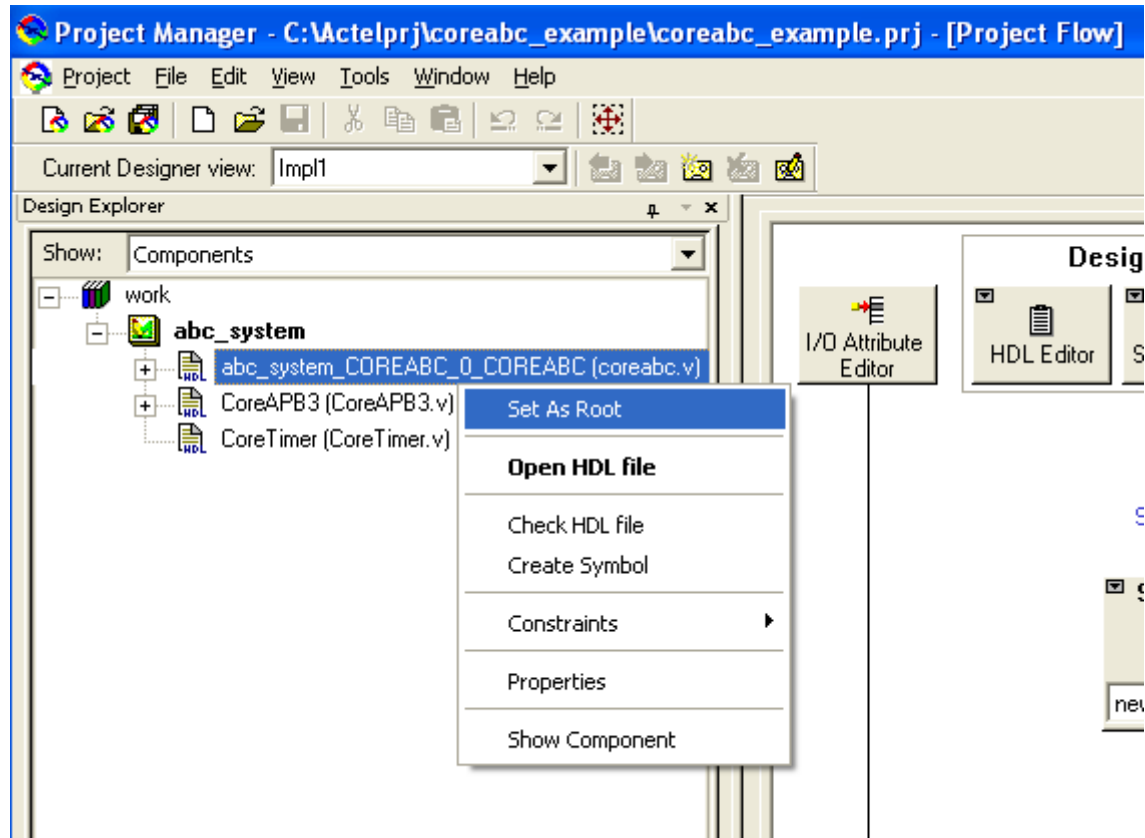 Project Manager - C:\Actelprj\coreabc_example\coreabc_example.prj - [Project Flow]
Project File Edit View Tools Window Help
Current Designer view: Impl1
Design Explorer
Show: Components
work
abc_system
abc_system_COREABC_0_COREABC (coreabc.v)
CoreAPB3 (CoreAPB3.v)
CoreTimer (CoreTimer.v)
Set As Root
Open HDL file
Check HDL file
Create Symbol
Constraints
Properties
Show Component
Desig
I/O Attribute
Editor
HDL Editor